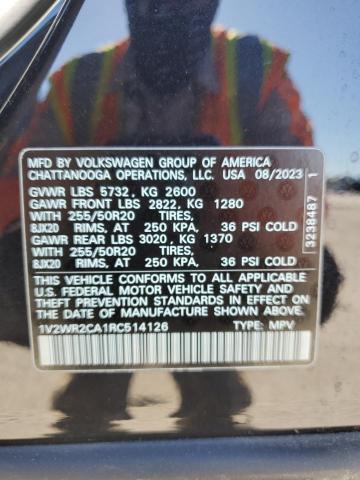 MFD BY VOLKSWAGEN GROUP OF AMERICA
CHATTANOOGA OPERATIONS, LLC. USA 08/2023
GVWR LBS 5732, KG 2600
GAWR FRONT LBS 2822, KG 1280
WITH 255/50R20 TIRES,
8JX20 RIMS, AT 250 KPA, 36 PSI COLD
GAWR REAR LBS 3020, KG 1370
WITH 255/50R20 TIRES,
8JX20 RIMS, AT 250 KPA, 36 PSI COLD
THIS VEHICLE CONFORMS TO ALL APPLICABLE
U.S. FEDERAL MOTOR VEHICLE SAFETY AND
THEFT PREVENTION STANDARDS IN EFFECT ON
THE DATE OF MANUFACTURE SHOWN ABOVE.
1V2WR2CA1RC514126 TYPE: MPV
3238487 1